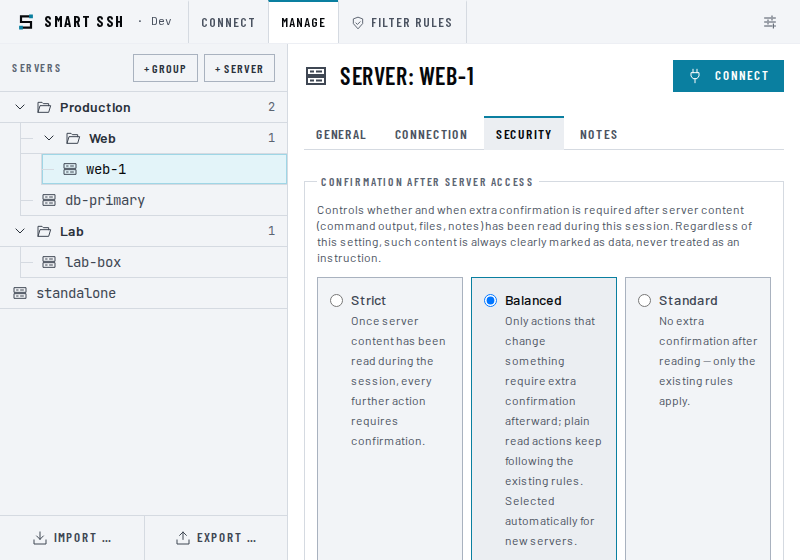 SMART SSH · Dev CONNECT MANAGE FILTER RULES
SERVERS + GROUP + SERVER
Production 2
Web 1
web-1
db-primary
Lab 1
lab-box
standalone
IMPORT ... EXPORT ...
SERVER: WEB-1 CONNECT
GENERAL CONNECTION SECURITY NOTES
CONFIRMATION AFTER SERVER ACCESS
Controls whether and when extra confirmation is required after server content
(command output, files, notes) has been read during this session. Regardless of
this setting, such content is always clearly marked as data, never treated as an
instruction.
Strict
Once server
content has been
read during the
session, every
further action
requires
confirmation.
Balanced
Only actions that
change
something
require extra
confirmation
afterward; plain
read actions keep
following the
existing rules.
Selected
automatically for
new servers.
Standard
No extra
confirmation after
reading — only the
existing rules
apply.